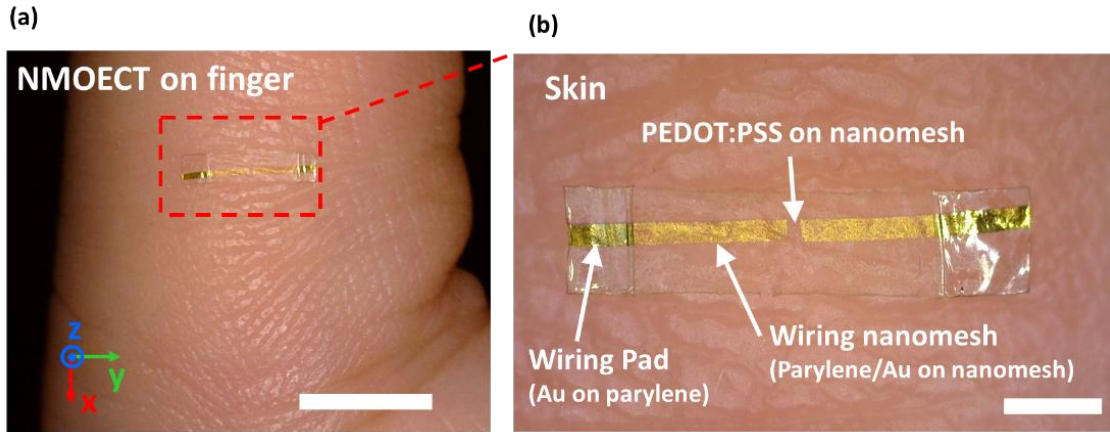 (a)
NMOECT on finger
z
y
x
(b)
Skin
PEDOT:PSS on nanomesh
Wiring Pad
(Au on parylene)
Wiring nanomesh
(Parylene/Au on nanomesh)